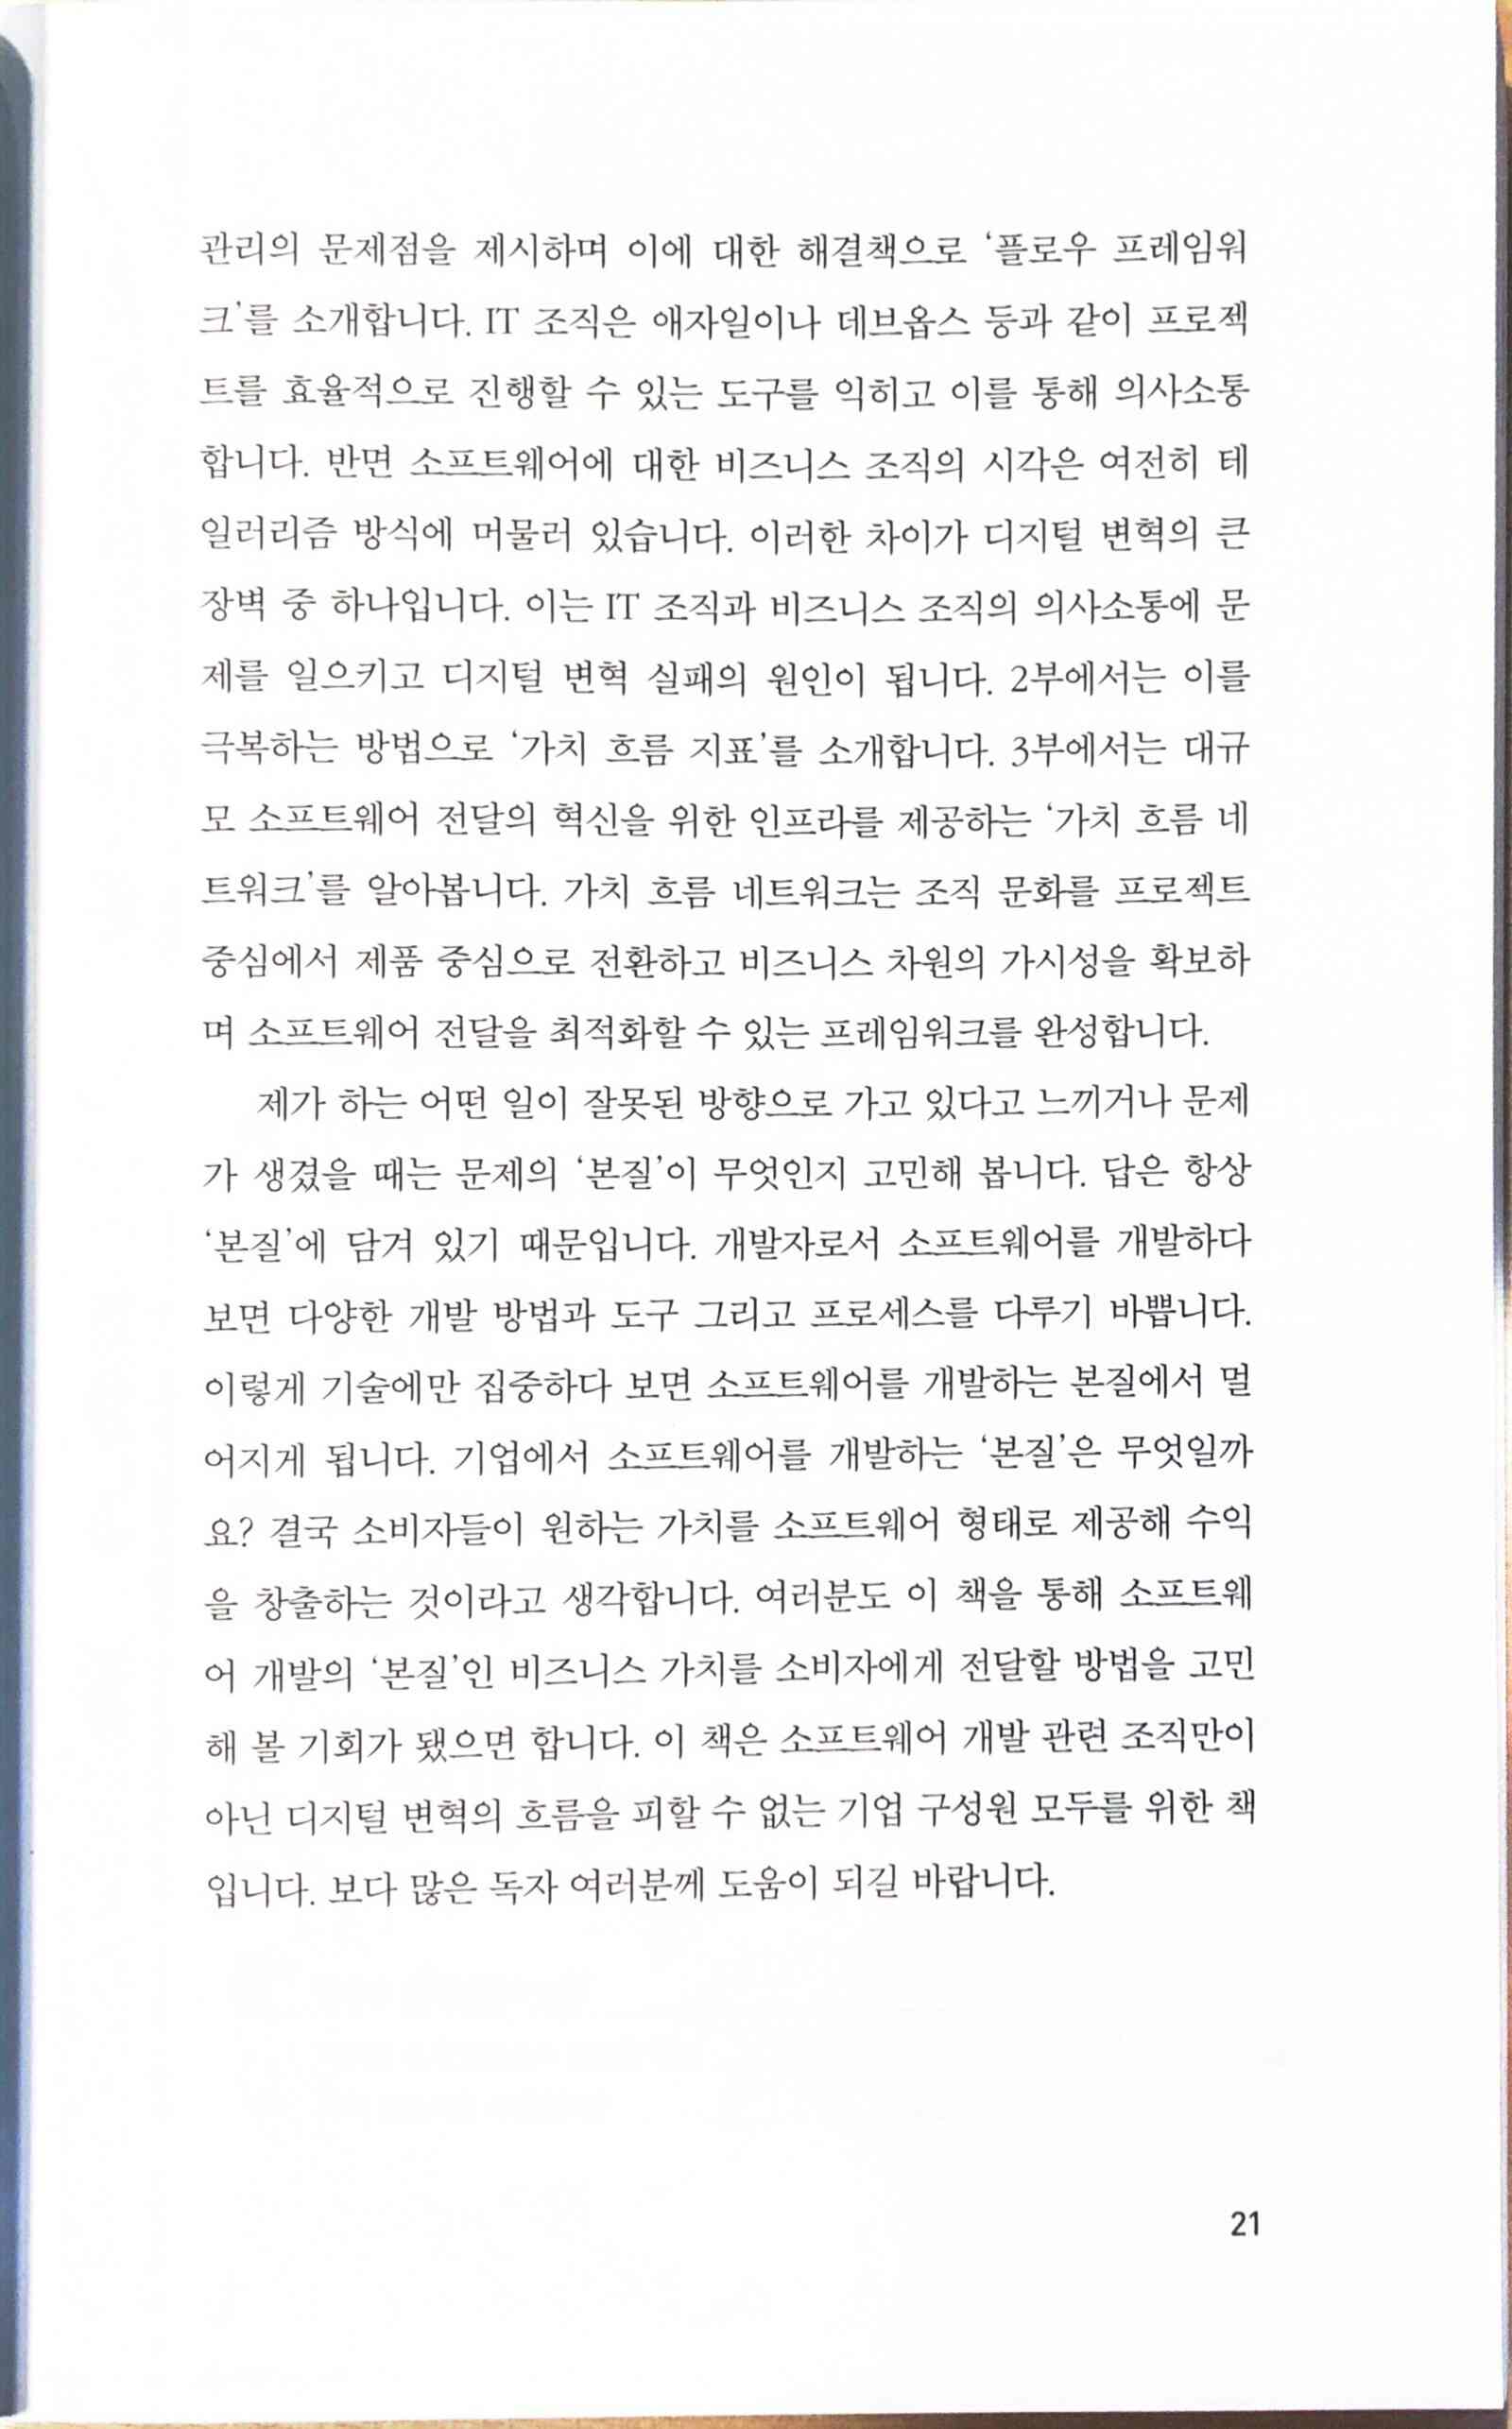 관리의 문제점을 제시하며 이에 대한 해결책으로 ‘플로우 프레임워
크’를 소개합니다. IT 조직은 애자일이나 데브옵스 등과 같이 프로젝
트를 효율적으로 진행할 수 있는 도구를 익히고 이를 통해 의사소통
합니다. 반면 소프트웨어에 대한 비즈니스 조직의 시각은 여전히 테
일러리즘 방식에 머물러 있습니다. 이러한 차이가 디지털 변혁의 큰
장벽 중 하나입니다. 이는 IT 조직과 비즈니스 조직의 의사소통에 문
제를 일으키고 디지털 변혁 실패의 원인이 됩니다. 2부에서는 이를
극복하는 방법으로 ‘가치 흐름 지표’를 소개합니다. 3부에서는 대규
모 소프트웨어 전달의 혁신을 위한 인프라를 제공하는 ‘가치 흐름 네
트워크’를 알아봅니다. 가치 흐름 네트워크는 조직 문화를 프로젝트
중심에서 제품 중심으로 전환하고 비즈니스 차원의 가시성을 확보하
며 소프트웨어 전달을 최적화할 수 있는 프레임워크를 완성합니다.
제가 하는 어떤 일이 잘못된 방향으로 가고 있다고 느끼거나 문제
가 생겼을 때는 문제의 ‘본질’이 무엇인지 고민해 봅니다. 답은 항상
‘본질’에 담겨 있기 때문입니다. 개발자로서 소프트웨어를 개발하다
보면 다양한 개발 방법과 도구 그리고 프로세스를 다루기 바쁩니다.
이렇게 기술에만 집중하다 보면 소프트웨어를 개발하는 본질에서 멀
어지게 됩니다. 기업에서 소프트웨어를 개발하는 ‘본질’은 무엇일까
요? 결국 소비자들이 원하는 가치를 소프트웨어 형태로 제공해 수익
을 창출하는 것이라고 생각합니다. 여러분도 이 책을 통해 소프트웨
어 개발의 ‘본질’인 비즈니스 가치를 소비자에게 전달할 방법을 고민
해 볼 기회가 됐으면 합니다. 이 책은 소프트웨어 개발 관련 조직만이
아닌 디지털 변혁의 흐름을 피할 수 없는 기업 구성원 모두를 위한 책
입니다. 보다 많은 독자 여러분께 도움이 되길 바랍니다.
21